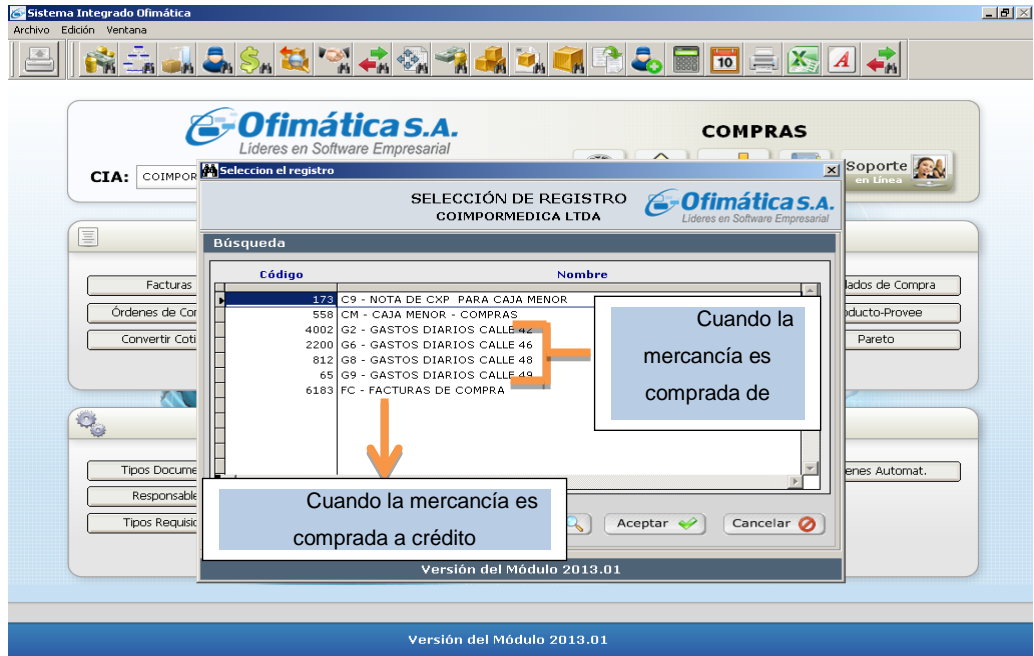 Sistema Integrado Ofimática
Archivo Edición Ventana
10
A
Ofimática S.A.
Lideres en Software Empresarial
COMPRAS
CIA: COIMPOR
Soporte
en Línea
Seleccion el registro
SELECCIÓN DE REGISTRO
COIMPORMEDICA LTDA
Ofimática S.A.
Lideres en Software Empresarial
Búsqueda
Código Nombre
173 C9 - NOTA DE CXP PARA CAJA MENOR
558 CM - CAJA MENOR - COMPRAS
4002 G2 - GASTOS DIARIOS CALLE 42
2200 G6 - GASTOS DIARIOS CALLE 46
812 G8 - GASTOS DIARIOS CALLE 48
65 G9 - GASTOS DIARIOS CALLE 49
6183 FC - FACTURAS DE COMPRA
Cuando la
mercancía es
comprada de
Cuando la mercancía es
comprada a crédito
Aceptar Cancelar
Versión del Módulo 2013.01
Facturas
Órdenes de Cor
Convertir Coti
lados de Compra
oducto-Provee
Pareto
Tipos Docume
Responsable
Tipos Requisic
enes Automat.
Versión del Módulo 2013.01